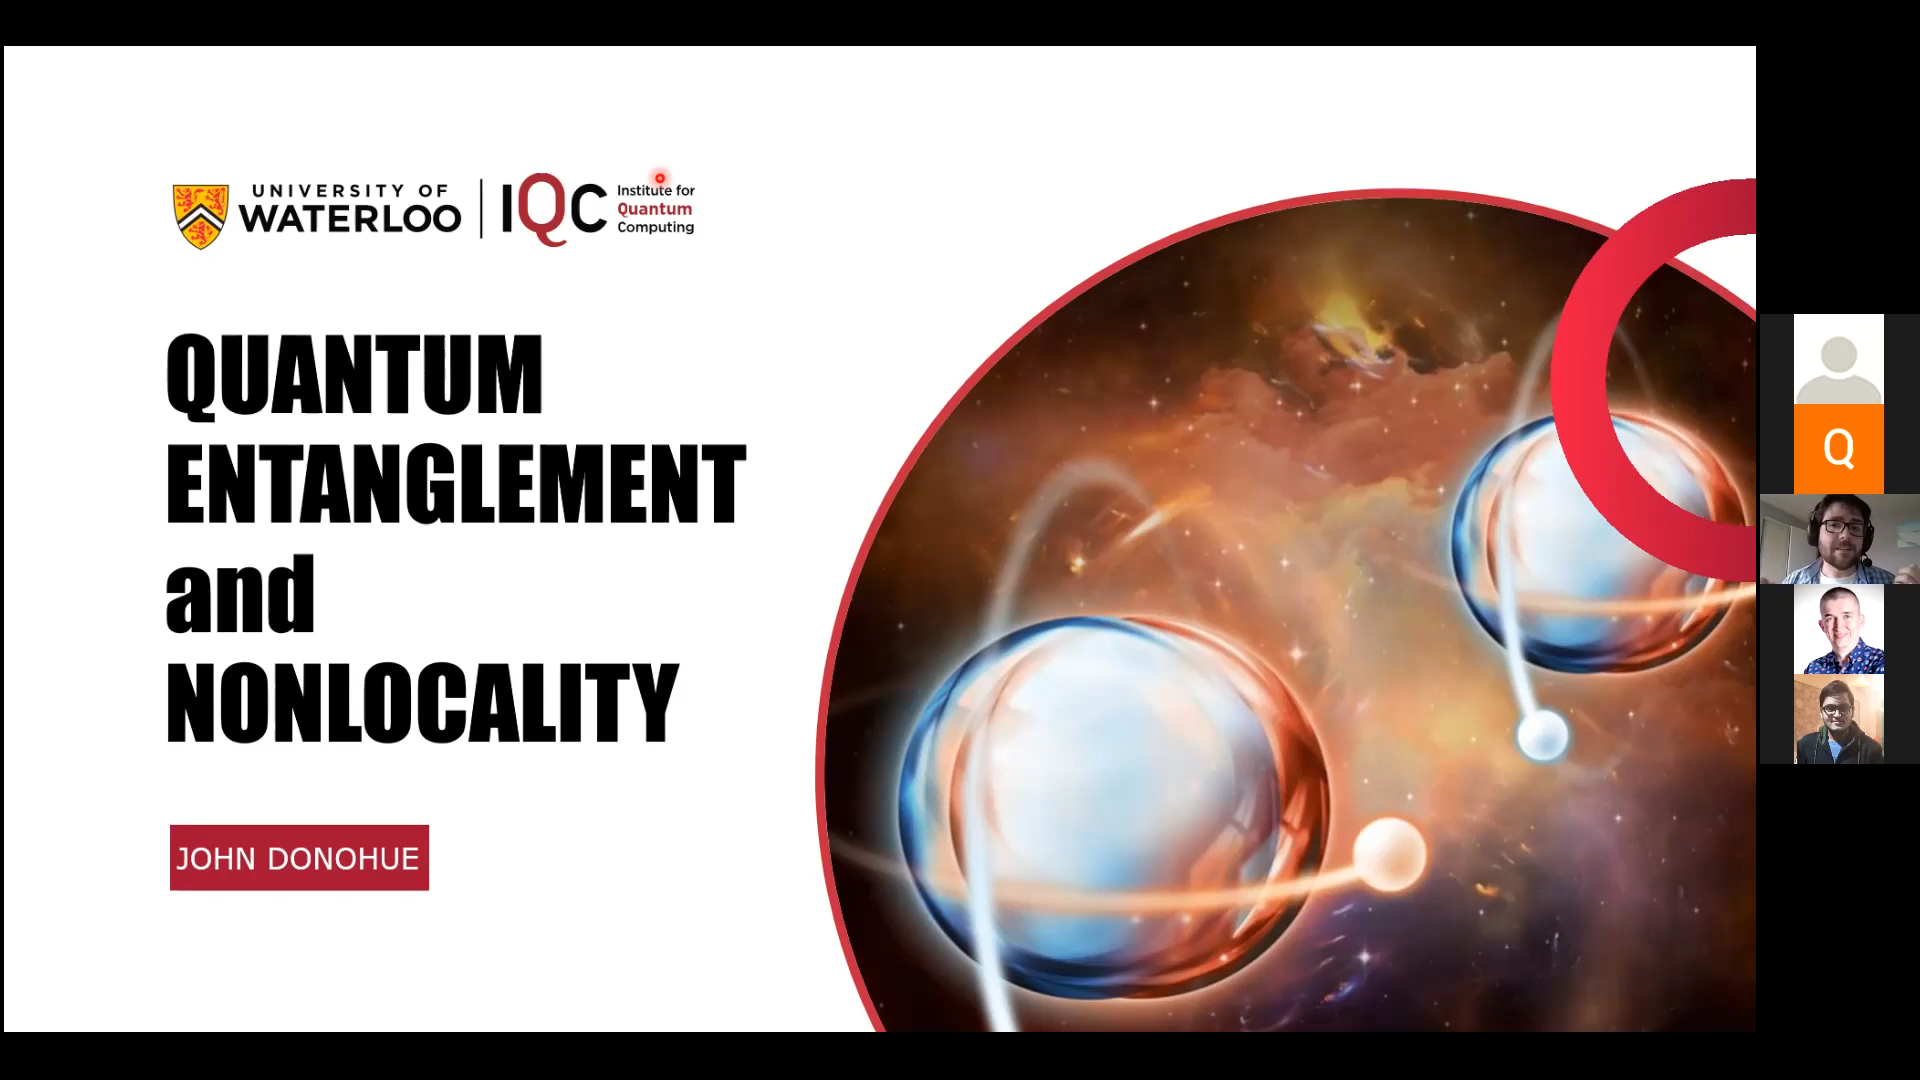 UNIVERSITY OF
WATERLOO
IQC
Institute for
Quantum
Computing
QUANTUM
ENTANGLEMENT
and
NONLOCALITY
JOHN DONOHUE
Q